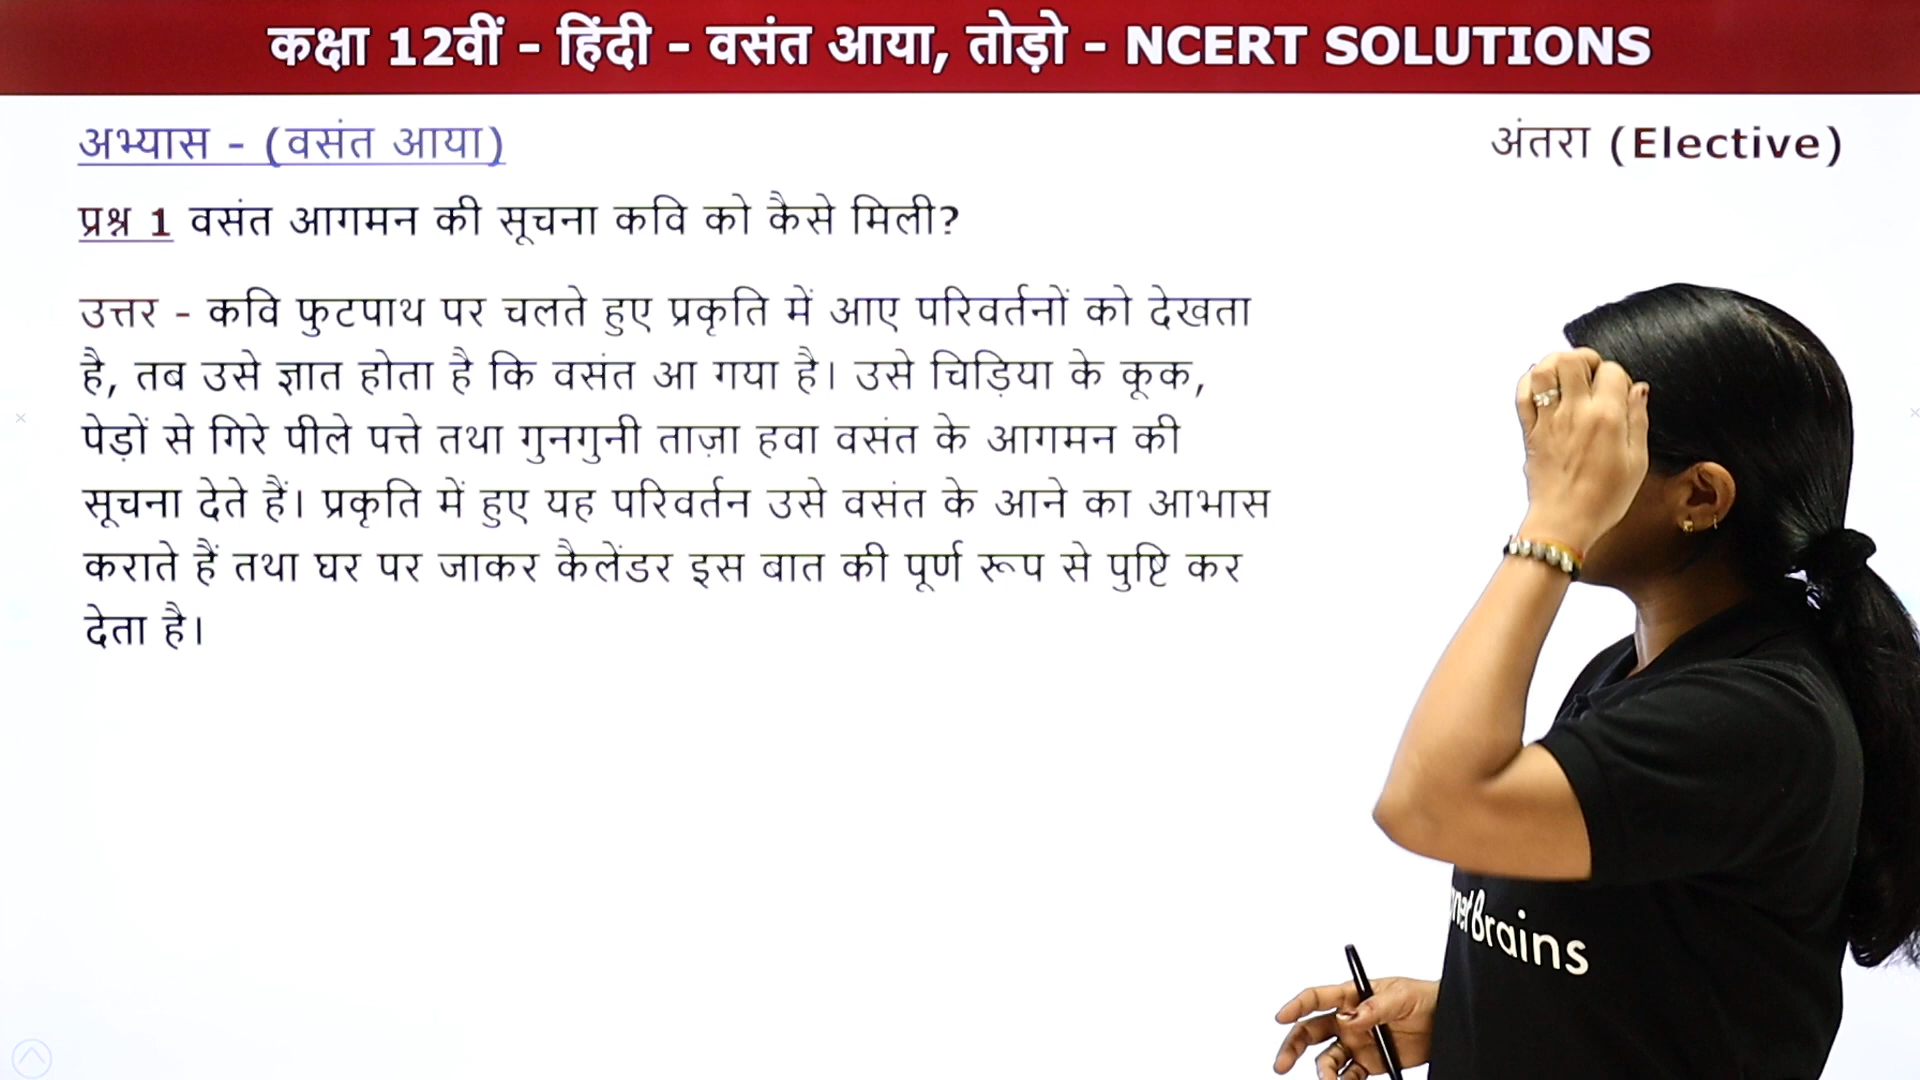 कक्षा 12वीं - हिंदी - वसंत आया, तोड़ो - NCERT SOLUTIONS
अभ्यास - (वसंत आया)
अंतरा (Elective)
प्रश्न 1 वसंत आगमन की सूचना कवि को कैसे मिली?
उत्तर - कवि फुटपाथ पर चलते हुए प्रकृति में आए परिवर्तनों को देखता
है, तब उसे ज्ञात होता है कि वसंत आ गया है। उसे चिड़िया के कूक,
पेड़ों से गिरे पीले पत्ते तथा गुनगुनी ताज़ा हवा वसंत के आगमन की
सूचना देते हैं। प्रकृति में हुए यह परिवर्तन उसे वसंत के आने का आभास
कराते हैं तथा घर पर जाकर कैलेंडर इस बात की पूर्ण रूप से पुष्टि कर
देता है।
Brains